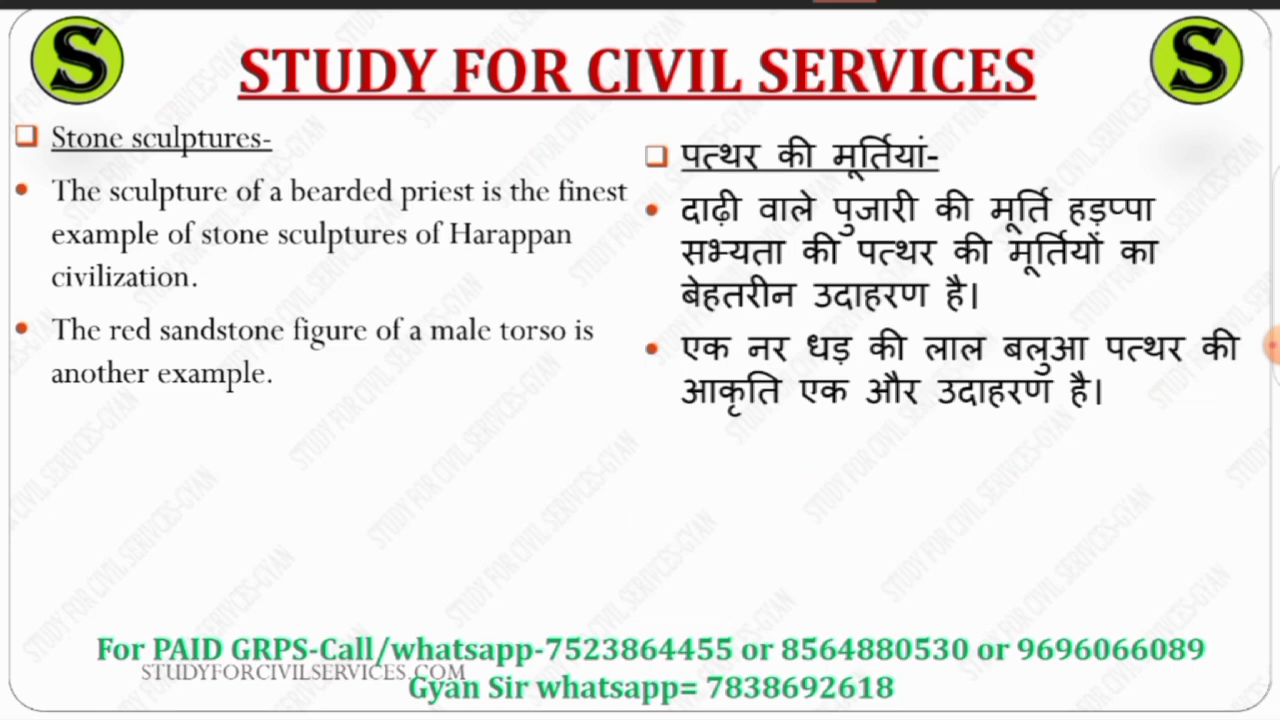 S
STUDY FOR CIVIL SERVICES
S
Stone sculptures-
The sculpture of a bearded priest is the finest
example of stone sculptures of Harappan
civilization.
The red sandstone figure of a male torso is
another example.
पत्थर की मूर्तियां-
दाढ़ी वाले पुजारी की मूर्ति हड़प्पा
सभ्यता की पत्थर की मूर्तियों का
बेहतरीन उदाहरण है।
एक नर धड़ की लाल बलुआ पत्थर की
आकृति एक और उदाहरण है।
For PAID GRPS-Call/whatsapp-7523864455 or 8564880530 or 9696066089
STUDYFORCIVILSERVICES.COM
Gyan Sir whatsapp= 7838692618